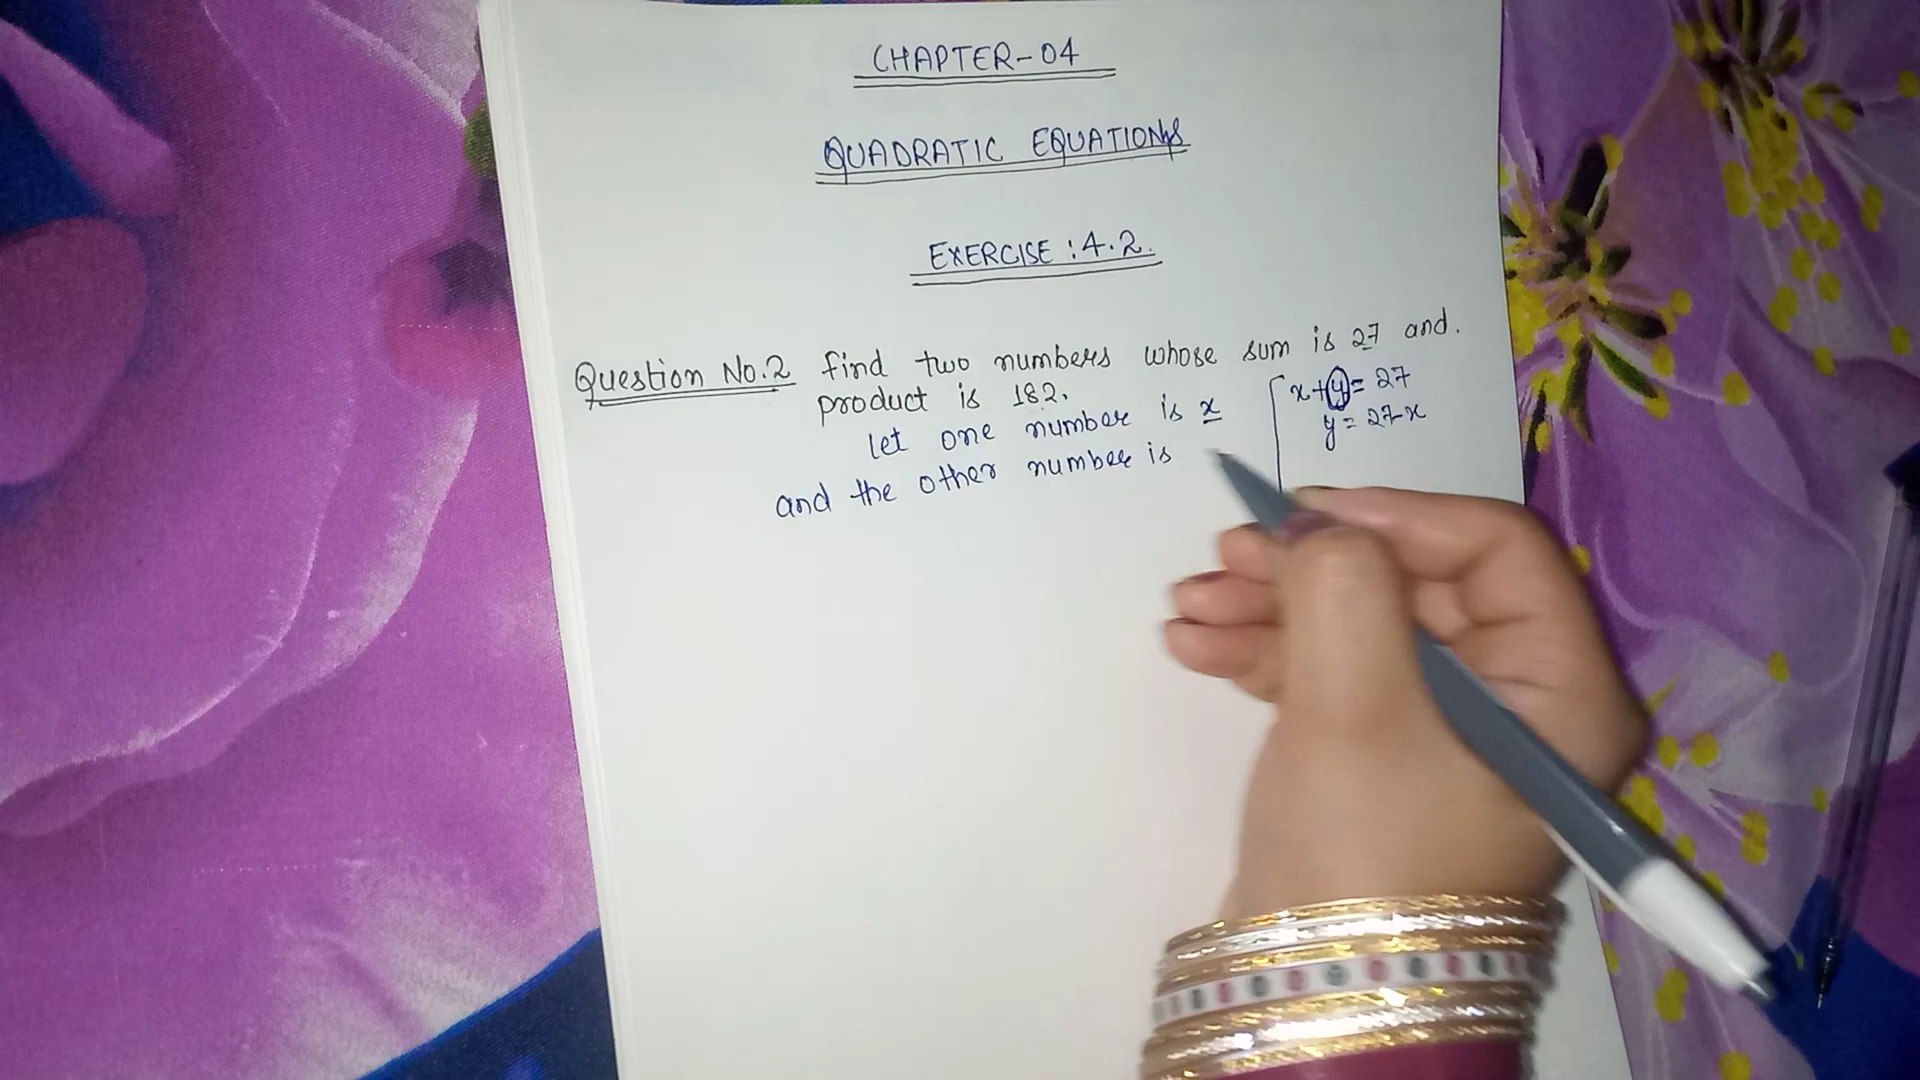 CHAPTER-04
QUADRATIC EQUATIONS
EXERCISE : 4.2.
Question No.2 find two numbers whose sum is 27 and.
product is 182.
let one number is x
and the other number is
x+y= 27
y= 27-x